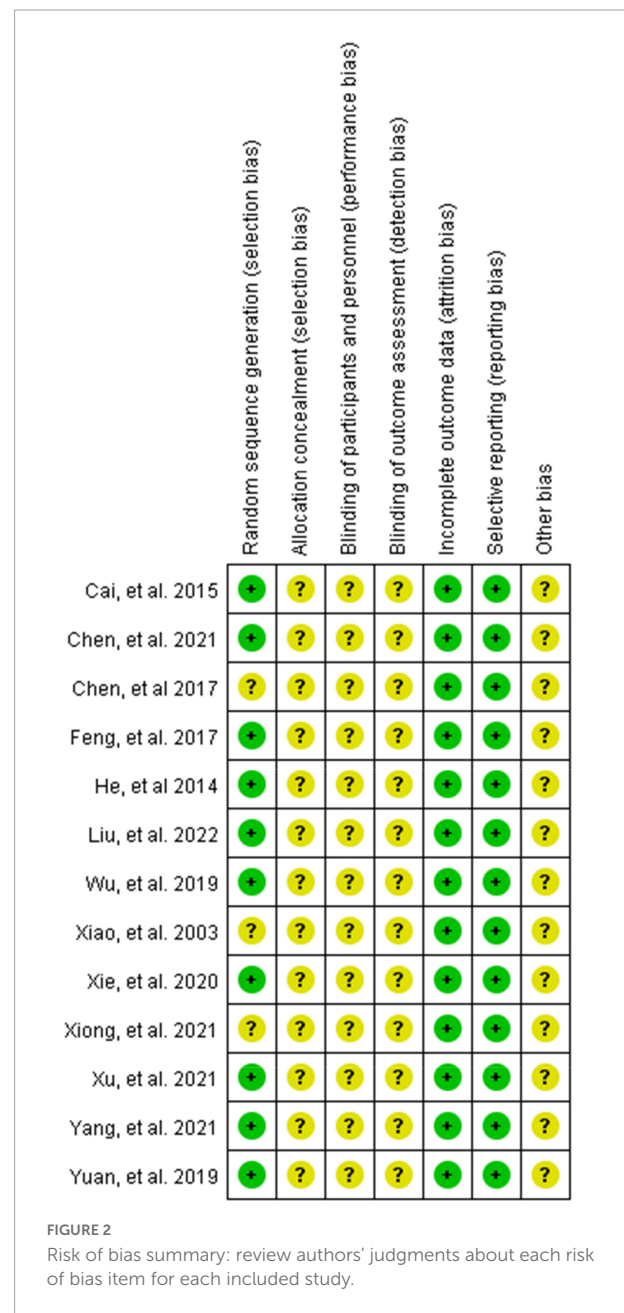 Random sequence generation (selection bias)
Allocation concealment (selection bias)
Blinding of participants and personnel (performance bias)
Blinding of outcome assessment (detection bias)
Incomplete outcome data (attrition bias)
Selective reporting (reporting bias)
Other bias
Cai, et al. 2015 + ? ? ? + + ?
Chen, et al. 2021 + ? ? ? + + ?
Chen, et al 2017 ? ? ? ? + + ?
Feng, et al. 2017 + ? ? ? + + ?
He, et al 2014 + ? ? ? + + ?
Liu, et al. 2022 + ? ? ? + + ?
Wu, et al. 2019 + ? ? ? + + ?
Xiao, et al. 2003 ? ? ? ? + + ?
Xie, et al. 2020 + ? ? ? + + ?
Xiong, et al. 2021 ? ? ? ? + + ?
Xu, et al. 2021 + ? ? ? + + ?
Yang, et al. 2021 + ? ? ? + + ?
Yuan, et al. 2019 + ? ? ? + + ?
FIGURE 2
Risk of bias summary: review authors’ judgments about each risk
of bias item for each included study.